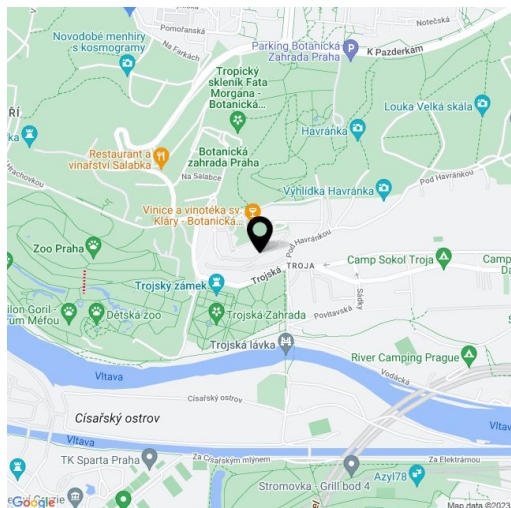 Pomořanská
Notečská
Novodobé menhiry
s kosmogramy
Na Farkách
Parking Botanická
Zahrada Praha
K Pazderkám
Tropický
skleník Fata
Morgana -
Botanická...
Louka Velká skála
Havránka
Botanická
zahrada Praha
Restaurant a
vinařství Salabka
Na Salabce
Hrachovkou
Pod Havránkou
Výhlídka Havránka
Vinice a vinotéka sv.
Kláry - Botanická...
Pod Havránkou
Zoo Praha
Camp Sokol Troja
TROJA
Trojská
Trojský zámek
Sádky
Povltavská
Dětská zoo
Trojská Zahrada
Trojská lávka
River Camping Prague
Vodácká
Vltava
Císařský ostrov
Císařský ostrov
Vltava
Za Císařským mlýnem
Za Elektrárnou
TK Sparta Praha
Stromovka - Grill bod 4
Azyl78
Google
Map data ©2023